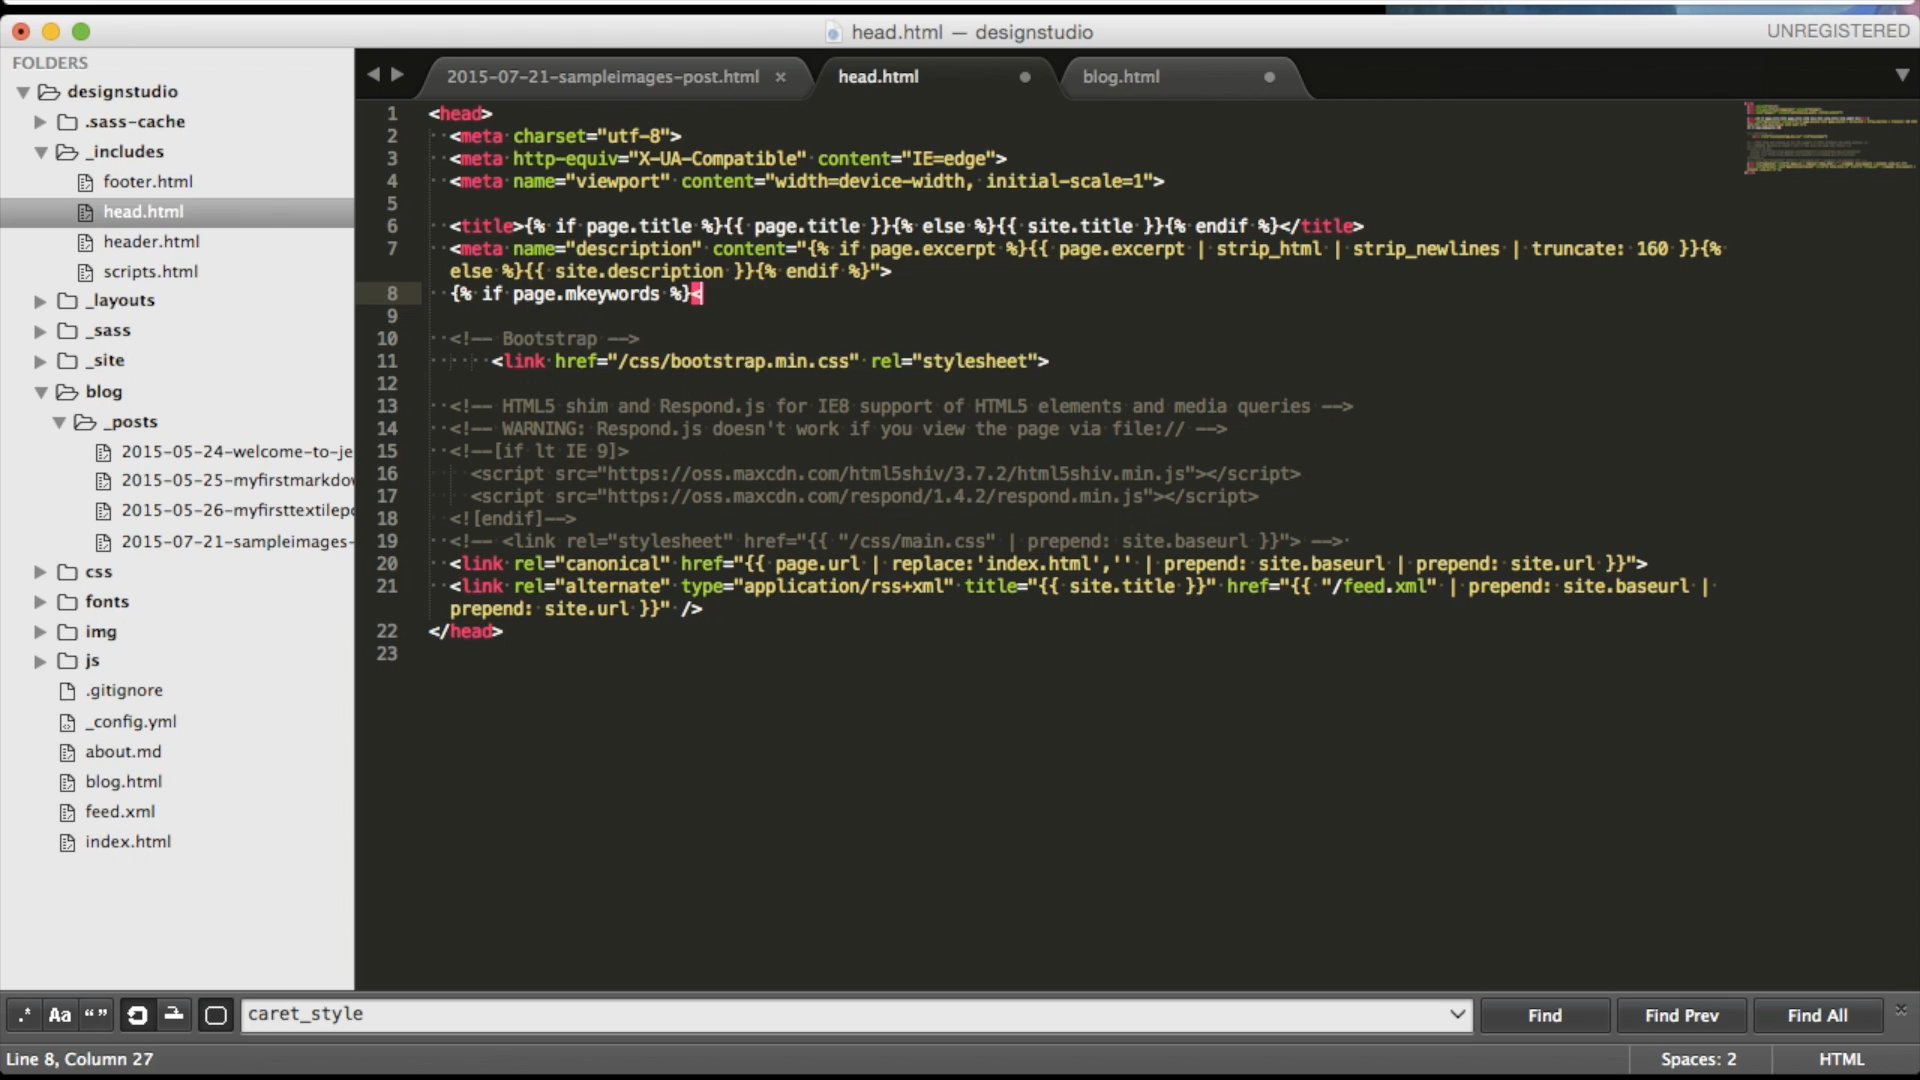 head.html — designstudio
UNREGISTERED
FOLDERS
designstudio
.sass-cache
_includes
footer.html
head.html
header.html
scripts.html
_layouts
_sass
_site
blog
_posts
2015-05-24-welcome-to-je
2015-05-25-myfirstmarkdo
2015-05-26-myfirsttextilep
2015-07-21-sampleimages-
css
fonts
img
js
.gitignore
_config.yml
about.md
blog.html
feed.xml
index.html
2015-07-21-sampleimages-post.html
head.html
blog.html
1 <head>
2 <meta charset="utf-8">
3 <meta http-equiv="X-UA-Compatible" content="IE=edge">
4 <meta name="viewport" content="width=device-width, initial-scale=1">
5
6 <title>{% if page.title %}{{ page.title }}{% else %}{{ site.title }}{% endif %}</title>
7 <meta name="description" content="{% if page.excerpt %}{{ page.excerpt | strip_html | strip_newlines | truncate: 160 }}{%
else %}{{ site.description }}{% endif %}">
8 {% if page.mkeywords %}<
9
10 <!-- Bootstrap -->
11 <link href="/css/bootstrap.min.css" rel="stylesheet">
12
13 <!-- HTML5 shim and Respond.js for IE8 support of HTML5 elements and media queries -->
14 <!-- WARNING: Respond.js doesn't work if you view the page via file:// -->
15 <!--[if lt IE 9]>
16 <script src="https://oss.maxcdn.com/html5shiv/3.7.2/html5shiv.min.js"></script>
17 <script src="https://oss.maxcdn.com/respond/1.4.2/respond.min.js"></script>
18 <![endif]-->
19 <!-- <link rel="stylesheet" href="{{ "/css/main.css" | prepend: site.baseurl }}"> -->
20 <link rel="canonical" href="{{ page.url | replace:'index.html','' | prepend: site.baseurl | prepend: site.url }}">
21 <link rel="alternate" type="application/rss+xml" title="{{ site.title }}" href="{{ "/feed.xml" | prepend: site.baseurl |
prepend: site.url }}" />
22 </head>
23
.* Aa “ ” caret_style Find Find Prev Find All
Line 8, Column 27
Spaces: 2
HTML